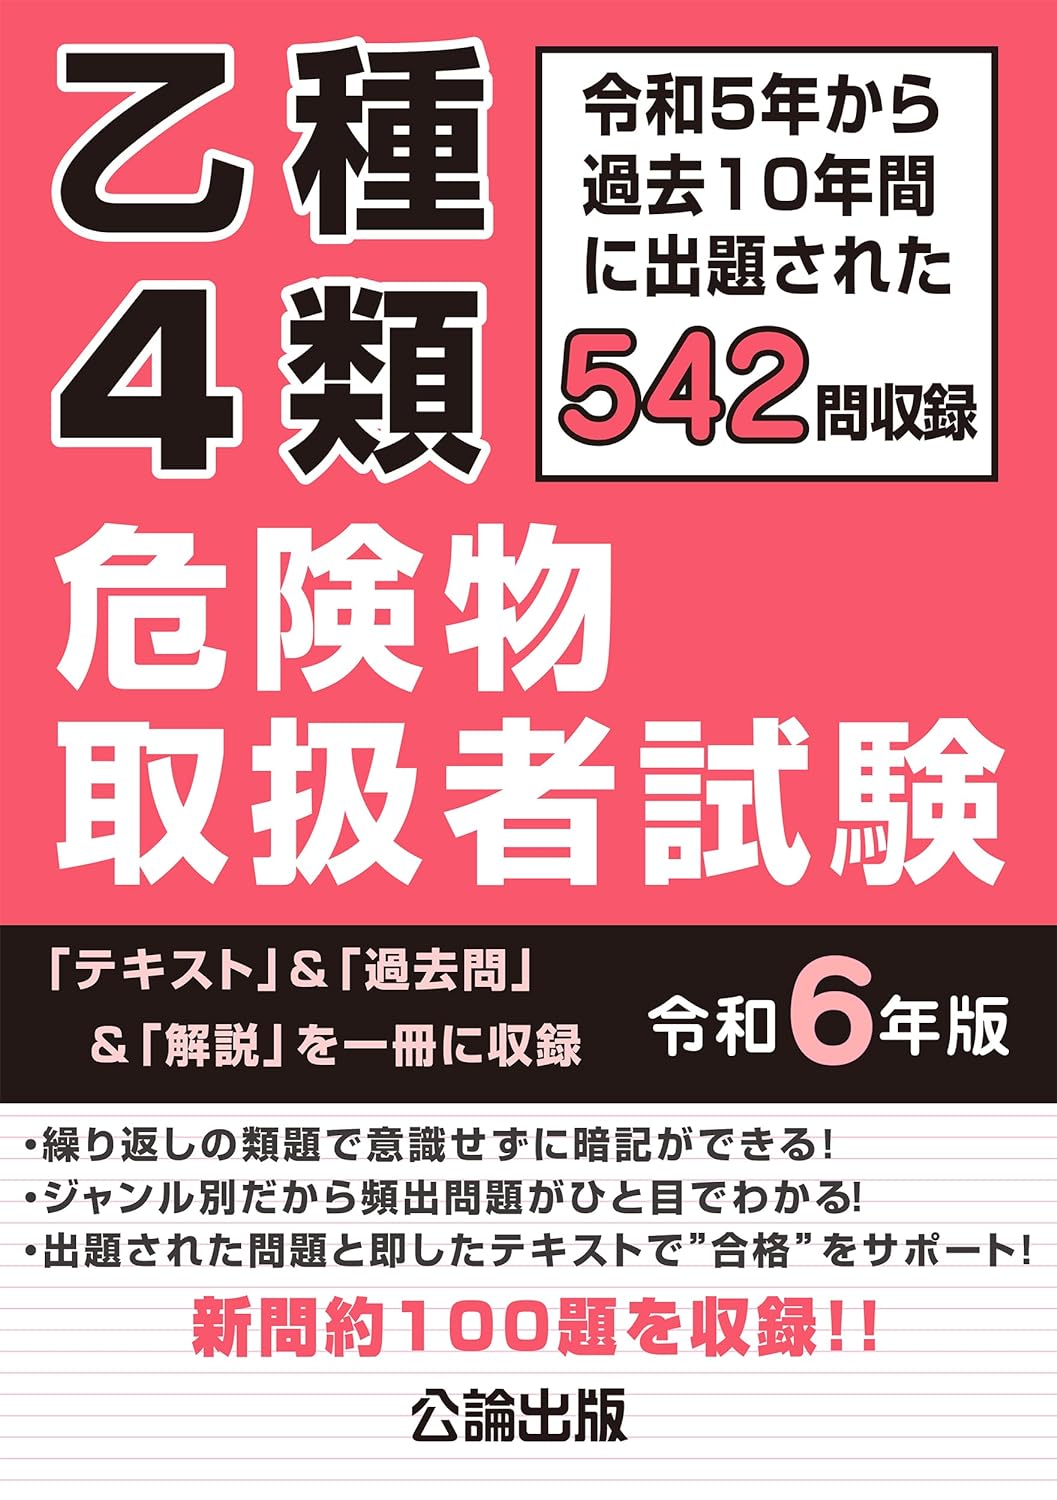 乙種
4類
令和5年から
過去10年間
に出題された
542問収録
危険物
取扱者試験
「テキスト」&「過去問」
&「解説」を一冊に収録
令和6年版
・繰り返しの類題で意識せずに暗記ができる!
・ジャンル別だから頻出問題がひと目でわかる!
・出題された問題と即したテキストで”合格”をサポート!
新問約100題を収録!!
公論出版